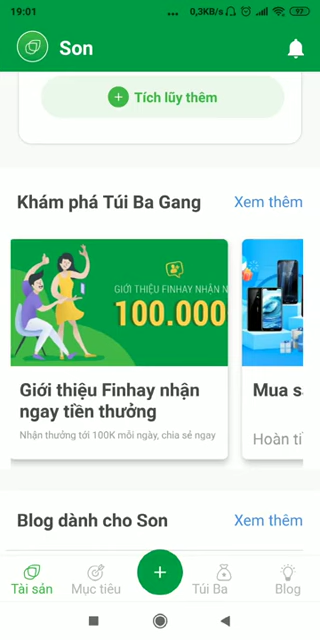 19:01
... 0,3KB/s 97
Son
Tích lũy thêm
Khám phá Túi Ba Gang Xem thêm
GIỚI THIỆU FINHAY NHẬN N
100.000
Giới thiệu Finhay nhận
ngay tiền thưởng
Nhận thưởng tới 100K mỗi ngày, chia sẻ ngay
Mua s
Hoàn ti
Blog dành cho Son Xem thêm
Tài sản Mục tiêu Túi Ba Blog